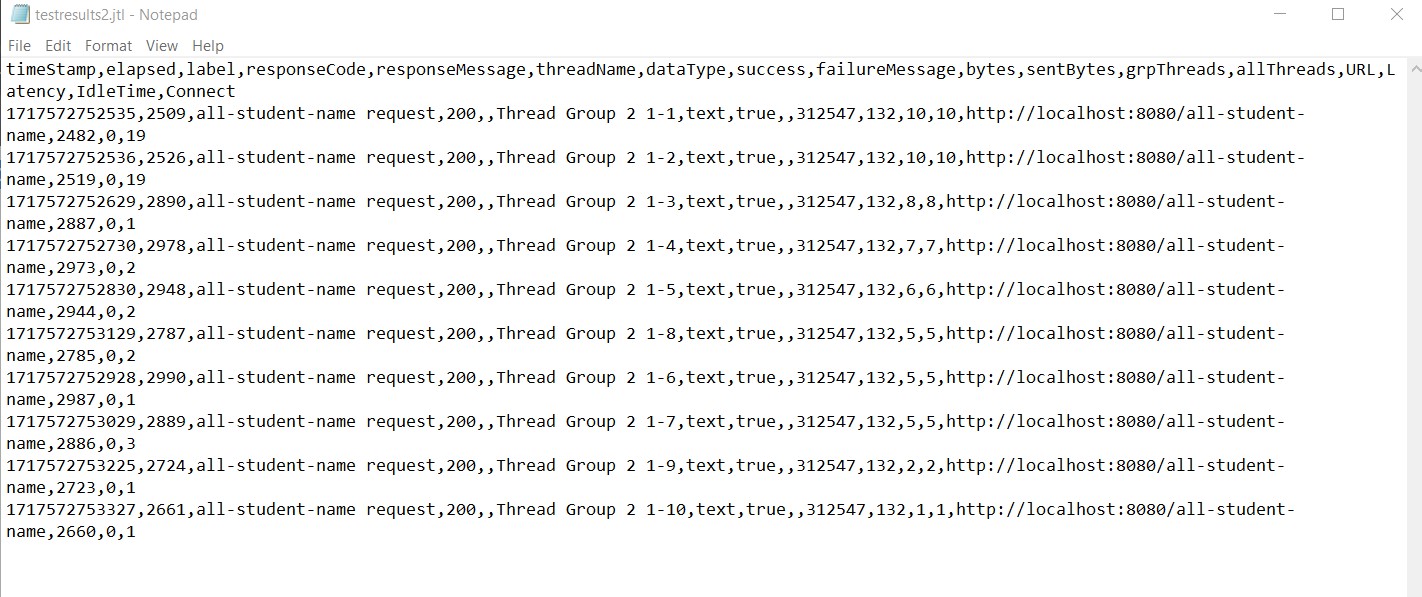 testresults2.jtl - Notepad
File Edit Format View Help
timeStamp,elapsed,label,responseCode,responseMessage,threadName,dataType,success,failureMessage,bytes,sentBytes,grpThreads,allThreads,URL,L
atency,IdleTime,Connect
1717572752535,2509,all-student-name request,200,,Thread Group 2 1-1,text,true,,312547,132,10,10,http://localhost:8080/all-student-
name,2482,0,19
1717572752536,2526,all-student-name request,200,,Thread Group 2 1-2,text,true,,312547,132,10,10,http://localhost:8080/all-student-
name,2519,0,19
1717572752629,2890,all-student-name request,200,,Thread Group 2 1-3,text,true,,312547,132,8,8,http://localhost:8080/all-student-
name,2887,0,1
1717572752730,2978,all-student-name request,200,,Thread Group 2 1-4,text,true,,312547,132,7,7,http://localhost:8080/all-student-
name,2973,0,2
1717572752830,2948,all-student-name request,200,,Thread Group 2 1-5,text,true,,312547,132,6,6,http://localhost:8080/all-student-
name,2944,0,2
1717572753129,2787,all-student-name request,200,,Thread Group 2 1-8,text,true,,312547,132,5,5,http://localhost:8080/all-student-
name,2785,0,2
1717572752928,2990,all-student-name request,200,,Thread Group 2 1-6,text,true,,312547,132,5,5,http://localhost:8080/all-student-
name,2987,0,1
1717572753029,2889,all-student-name request,200,,Thread Group 2 1-7,text,true,,312547,132,5,5,http://localhost:8080/all-student-
name,2886,0,3
1717572753225,2724,all-student-name request,200,,Thread Group 2 1-9,text,true,,312547,132,2,2,http://localhost:8080/all-student-
name,2723,0,1
1717572753327,2661,all-student-name request,200,,Thread Group 2 1-10,text,true,,312547,132,1,1,http://localhost:8080/all-student-
name,2660,0,1